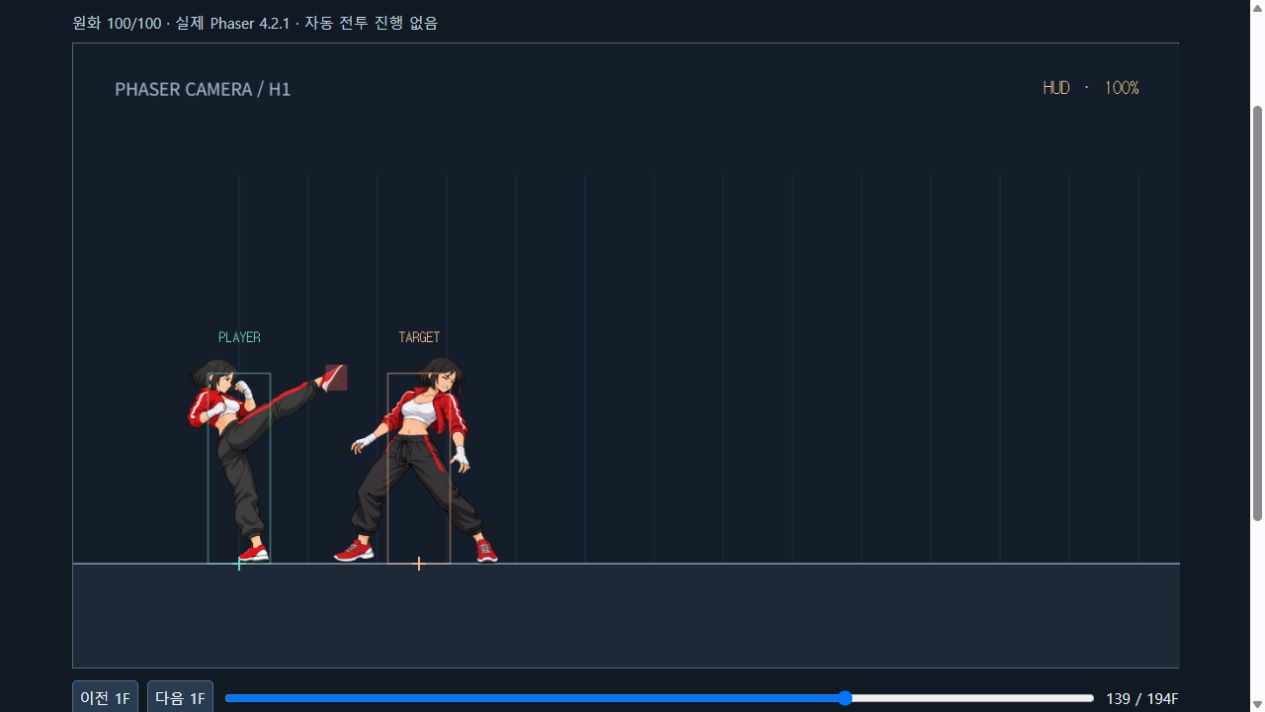 원화 100/100 · 실제 Phaser 4.2.1 · 자동 전투 진행 없음
PHASER CAMERA / H1
HUD · 100%
PLAYER
TARGET
이전 1F
다음 1F
139 / 194F